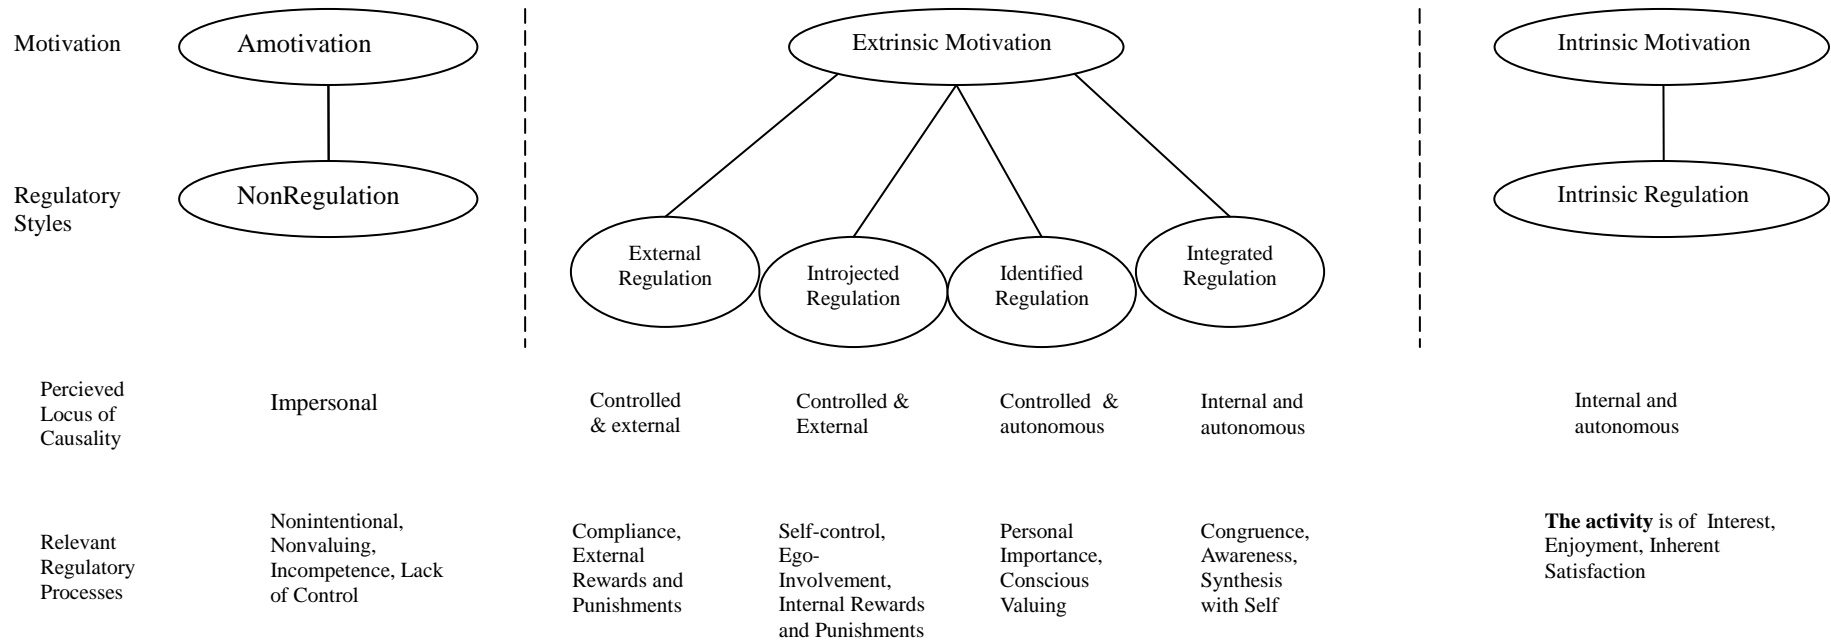 Motivation
Amotivation
Extrinsic Motivation
Intrinsic Motivation
Regulatory
Styles
NonRegulation
External
Regulation
Introjected
Regulation
Identified
Regulation
Integrated
Regulation
Intrinsic Regulation
Percieved
Locus of
Causality
Impersonal
Controlled
& external
Controlled &
External
Controlled &
autonomous
Internal and
autonomous
Internal and
autonomous
Relevant
Regulatory
Processes
Nonintentional,
Nonvaluing,
Incompetence, Lack
of Control
Compliance,
External
Rewards and
Punishments
Self-control,
Ego-
Involvement,
Internal Rewards
and Punishments
Personal
Importance,
Conscious
Valuing
Congruence,
Awareness,
Synthesis
with Self
The activity is of Interest,
Enjoyment, Inherent
Satisfaction